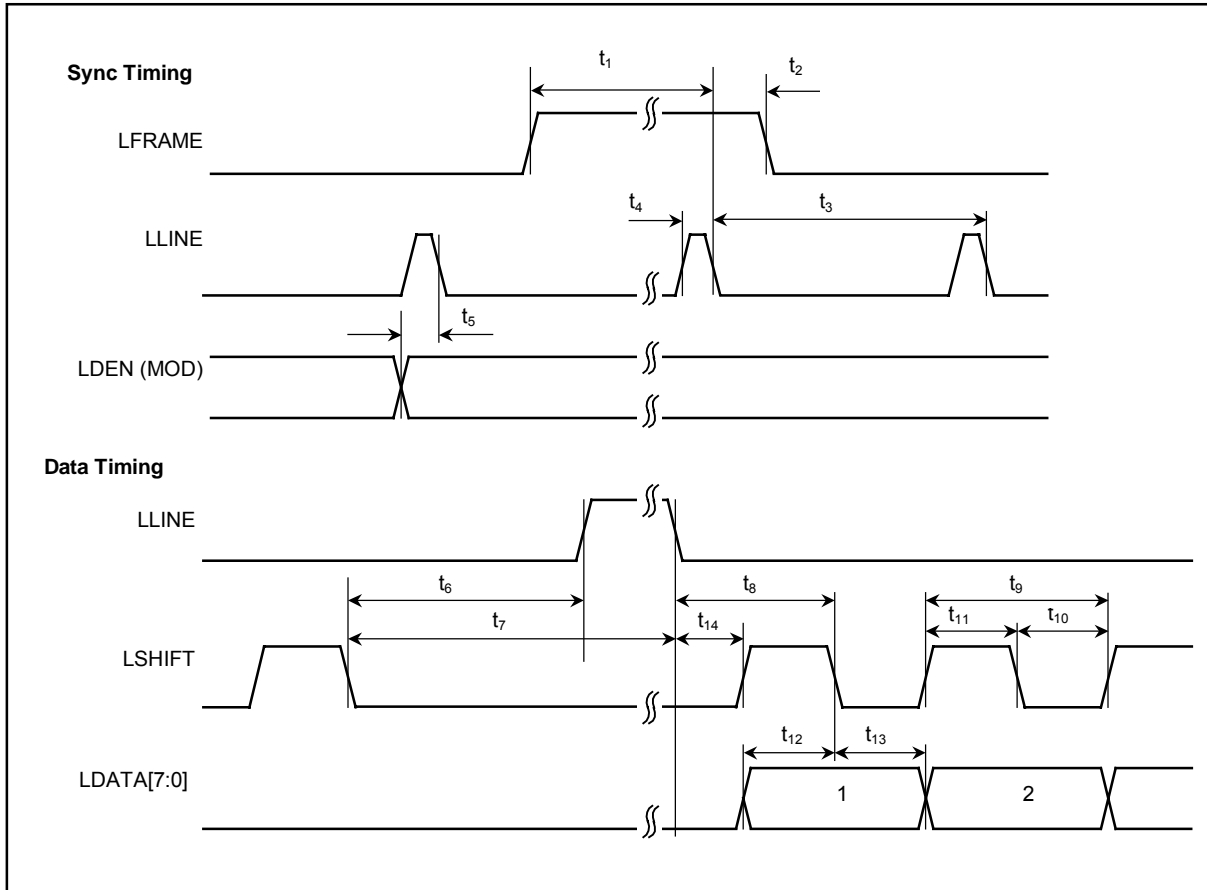 Sync Timing
t1
t2
LFRAME
t4
t3
LLINE
t5
LDEN (MOD)
Data Timing
LLINE
t6
t8
t9
t7
t14
t11
t10
LSHIFT
t12
t13
LDATA[7:0]
1
2